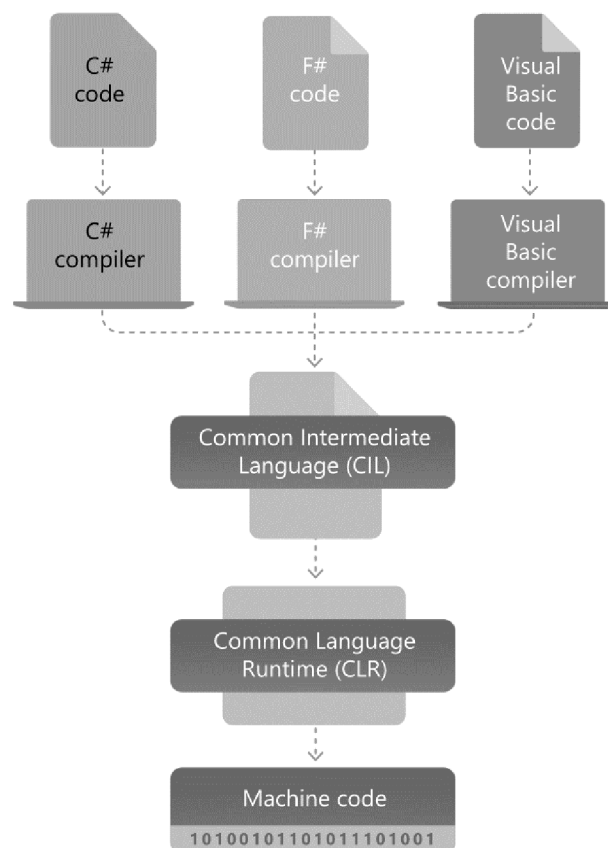 C#
code
F#
code
Visual
Basic
code
C#
compiler
F#
compiler
Visual
Basic
compiler
Common Intermediate
Language (CIL)
Common Language
Runtime (CLR)
Machine code
101001011010111101001